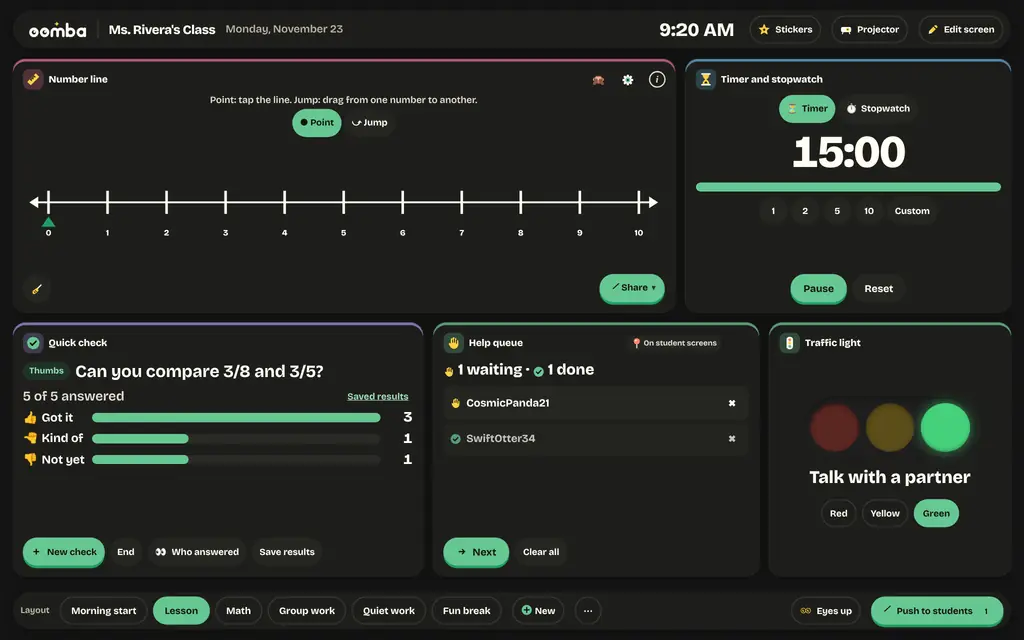 oomba
Ms. Rivera's Class
Monday, November 23
9:20 AM
Stickers
Projector
Edit screen
Number line
i
Point: tap the line. Jump: drag from one number to another.
Point
Jump
0 1 2 3 4 5 6 7 8 9 10
Share
Timer and stopwatch
Timer
Stopwatch
15:00
1
2
5
10
Custom
Pause
Reset
Quick check
Thumbs
Can you compare 3/8 and 3/5?
5 of 5 answered
Saved results
Got it 3
Kind of 1
Not yet 1
+ New check
End
Who answered
Save results
Help queue
On student screens
1 waiting · 1 done
CosmicPanda21
SwiftOtter34
Next
Clear all
Traffic light
Talk with a partner
Red
Yellow
Green
Layout
Morning start
Lesson
Math
Group work
Quiet work
Fun break
New
...
Eyes up
Push to students 1